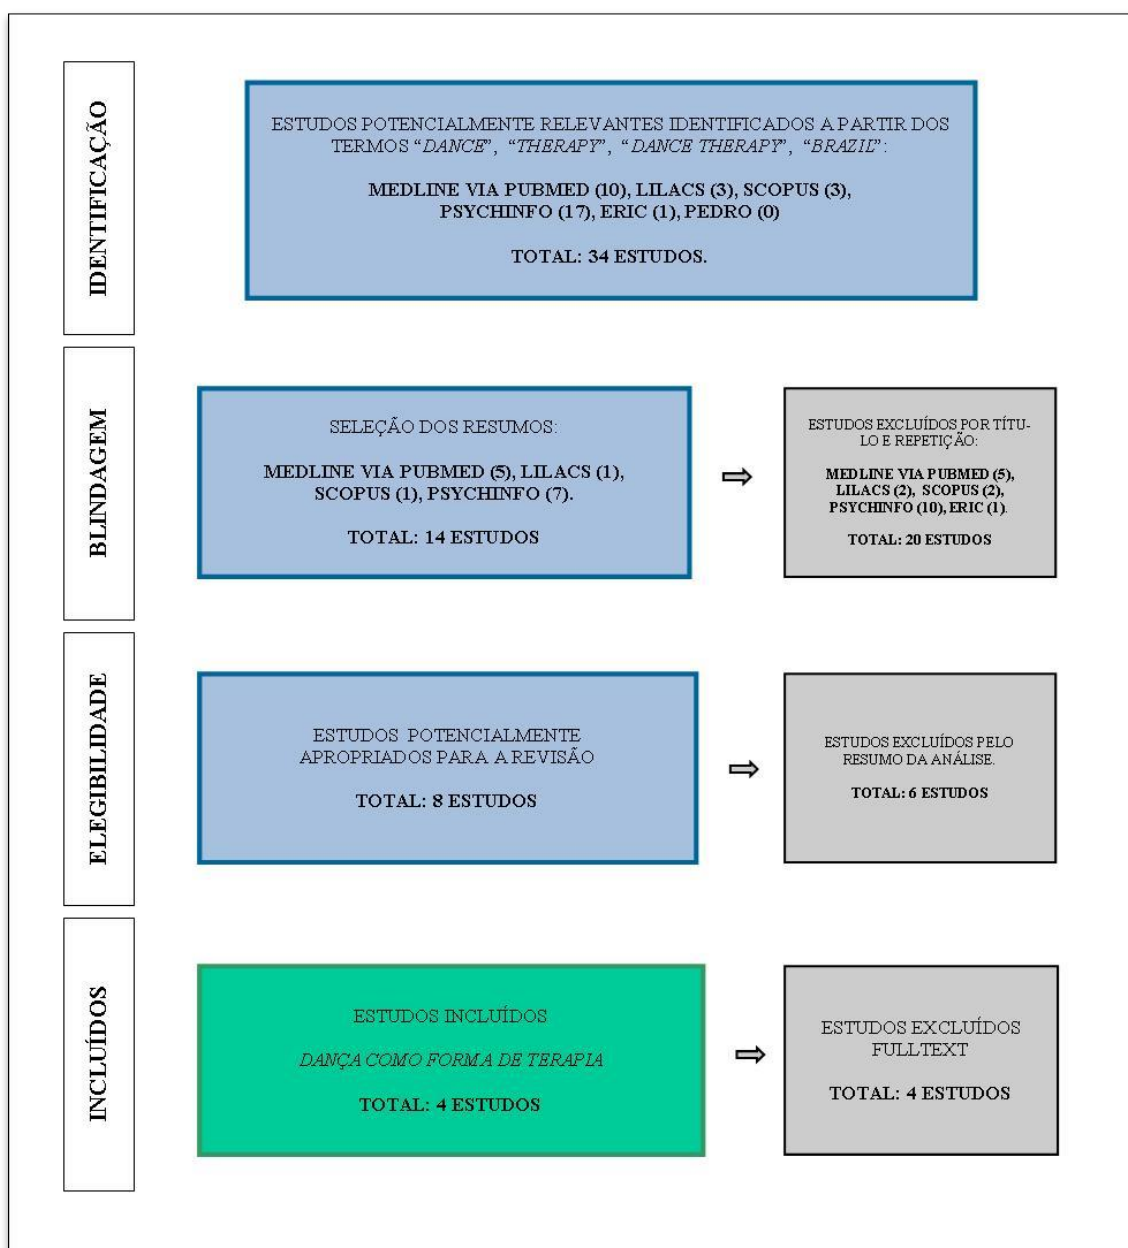 IDENTIFICAÇÃO
ESTUDOS POTENCIALMENTE RELEVANTES IDENTIFICADOS A PARTIR DOS
TERMOS “DANCE”, “THERAPY”, “DANCE THERAPY”, “BRAZIL”:
MEDLINE VIA PUBMED (10), LILACS (3), SCOPUS (3),
PSYCHINFO (17), ERIC (1), PEDRO (0)
TOTAL: 34 ESTUDOS.
BLINDAGEM
SELEÇÃO DOS RESUMOS:
MEDLINE VIA PUBMED (5), LILACS (1),
SCOPUS (1), PSYCHINFO (7).
TOTAL: 14 ESTUDOS
ESTUDOS EXCLUÍDOS POR TÍTU-
LO E REPETIÇÃO:
MEDLINE VIA PUBMED (5),
LILACS (2), SCOPUS (2),
PSYCHINFO (10), ERIC (1).
TOTAL: 20 ESTUDOS
ELEGIBILIDADE
ESTUDOS POTENCIALMENTE
APROPRIADOS PARA A REVISÃO
TOTAL: 8 ESTUDOS
ESTUDOS EXCLUÍDOS PELO
RESUMO DA ANÁLISE.
TOTAL: 6 ESTUDOS
INCLUÍDOS
ESTUDOS INCLUÍDOS
DANÇA COMO FORMA DE TERAPIA
TOTAL: 4 ESTUDOS
ESTUDOS EXCLUÍDOS
FULLTEXT
TOTAL: 4 ESTUDOS